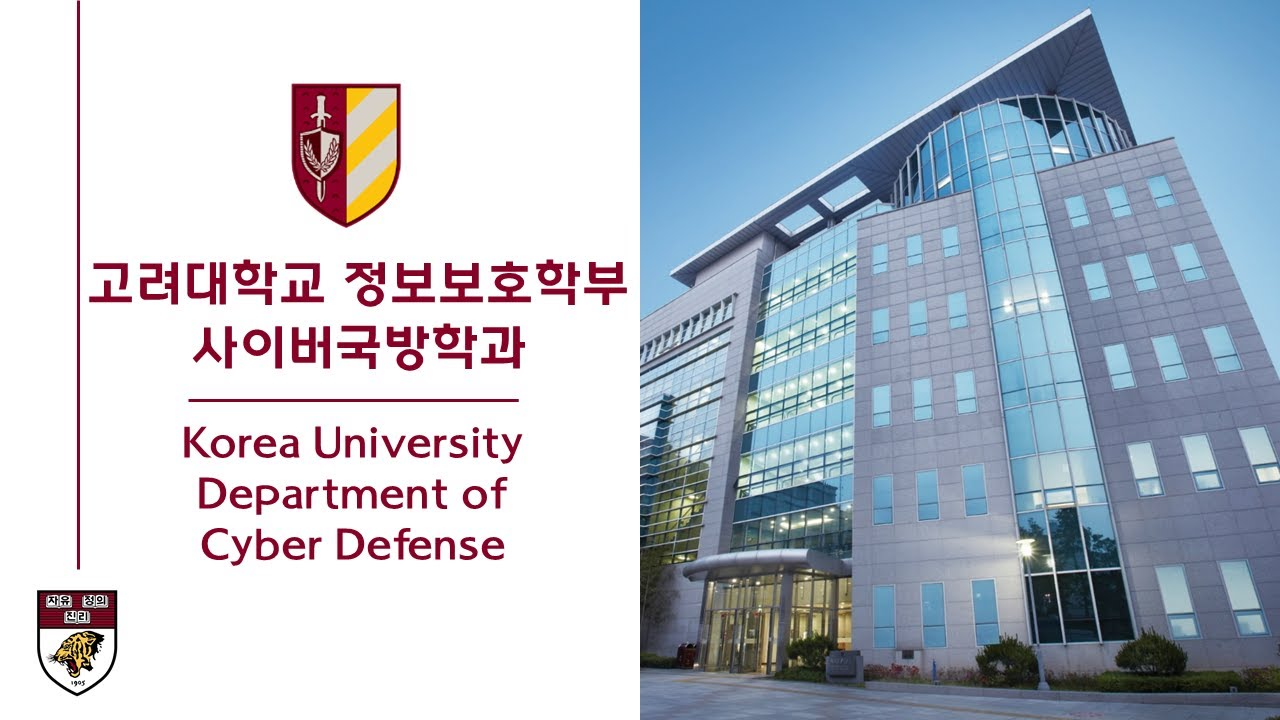 고려대학교 정보보호학부
사이버국방학과
Korea University
Department of
Cyber Defense
자유 정의
진리
1905